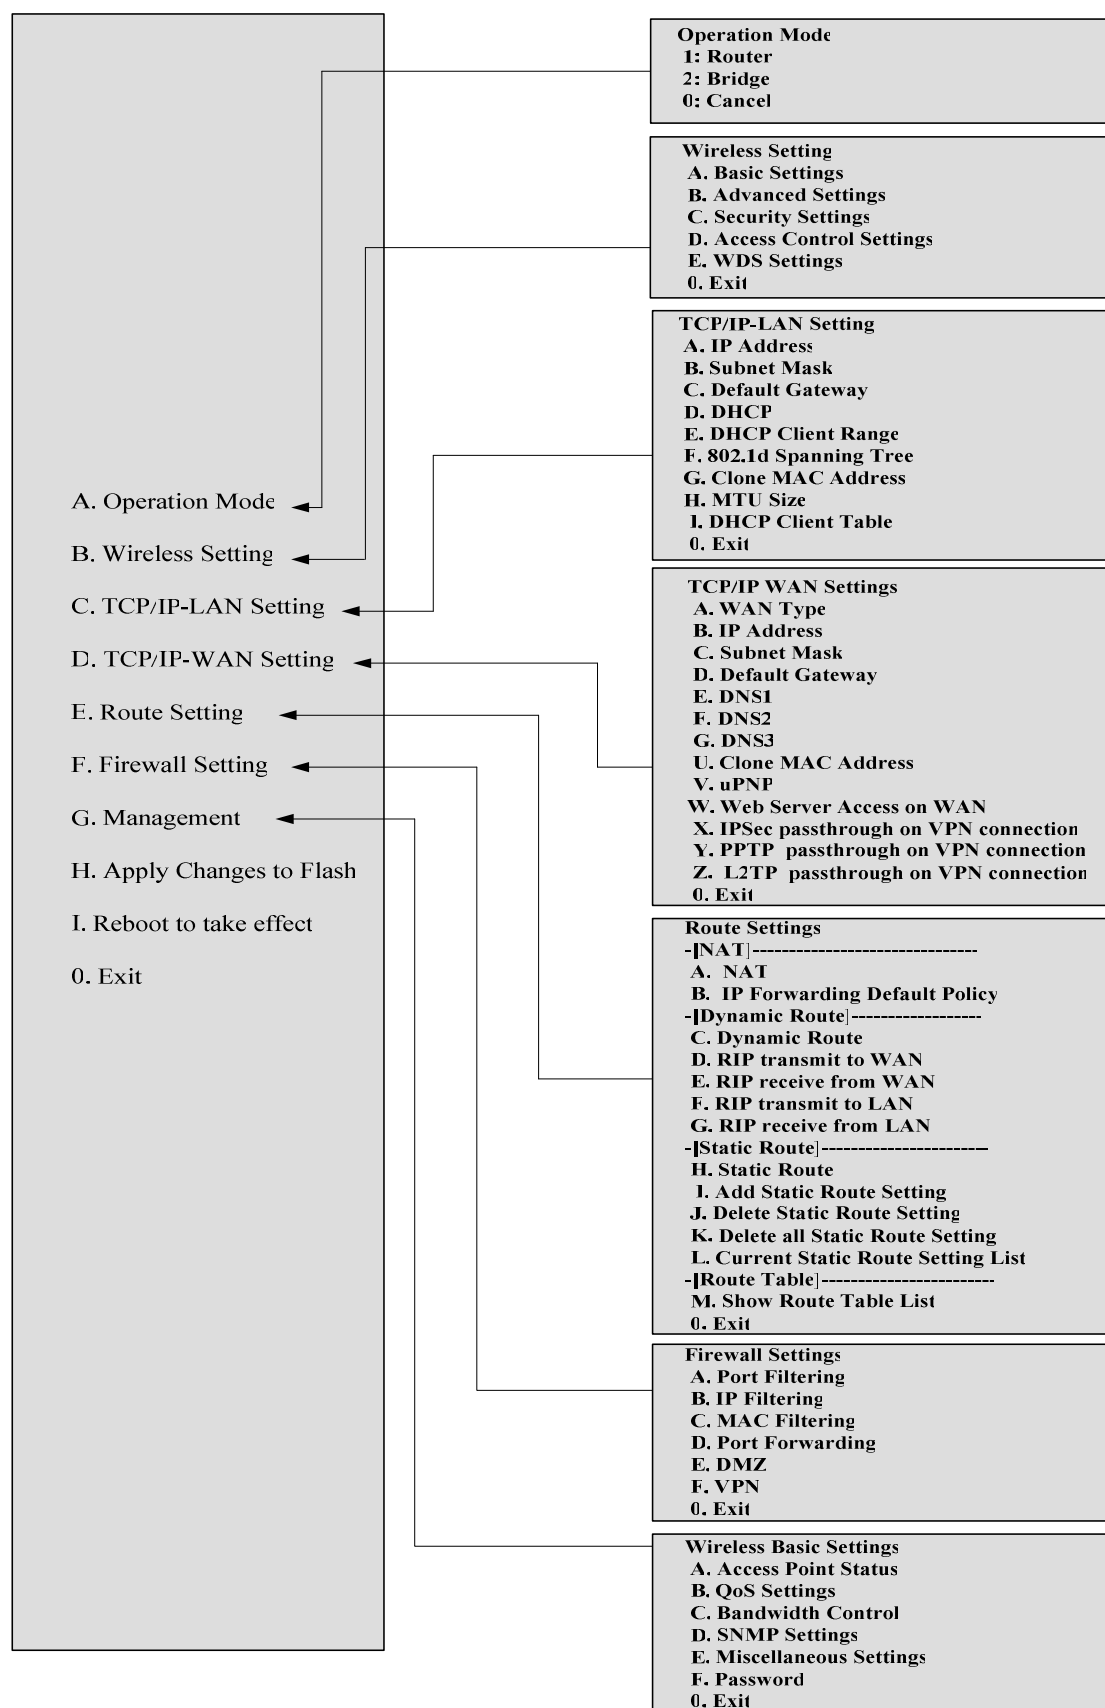 A. Operation Mode
B. Wireless Setting
C. TCP/IP-LAN Setting
D. TCP/IP-WAN Setting
E. Route Setting
F. Firewall Setting
G. Management
H. Apply Changes to Flash
I. Reboot to take effect
0. Exit
Operation Mode
1: Router
2: Bridge
0: Cancel
Wireless Setting
A. Basic Settings
B. Advanced Settings
C. Security Settings
D. Access Control Settings
E. WDS Settings
0. Exit
TCP/IP-LAN Setting
A. IP Address
B. Subnet Mask
C. Default Gateway
D. DHCP
E. DHCP Client Range
F. 802.1d Spanning Tree
G. Clone MAC Address
H. MTU Size
I. DHCP Client Table
0. Exit
TCP/IP WAN Settings
A. WAN Type
B. IP Address
C. Subnet Mask
D. Default Gateway
E. DNS1
F. DNS2
G. DNS3
U. Clone MAC Address
V. uPNP
W. Web Server Access on WAN
X. IPSec passthrough on VPN connection
Y. PPTP passthrough on VPN connection
Z. L2TP passthrough on VPN connection
0. Exit
Route Settings
-[NAT]-------------------------------
A. NAT
B. IP Forwarding Default Policy
-[Dynamic Route]------------------
C. Dynamic Route
D. RIP transmit to WAN
E. RIP receive from WAN
F. RIP transmit to LAN
G. RIP receive from LAN
-[Static Route]-----------------------
H. Static Route
I. Add Static Route Setting
J. Delete Static Route Setting
K. Delete all Static Route Setting
L. Current Static Route Setting List
-[Route Table]------------------------
M. Show Route Table List
0. Exit
Firewall Settings
A. Port Filtering
B. IP Filtering
C. MAC Filtering
D. Port Forwarding
E. DMZ
F. VPN
0. Exit
Wireless Basic Settings
A. Access Point Status
B. QoS Settings
C. Bandwidth Control
D. SNMP Settings
E. Miscellaneous Settings
F. Password
0. Exit